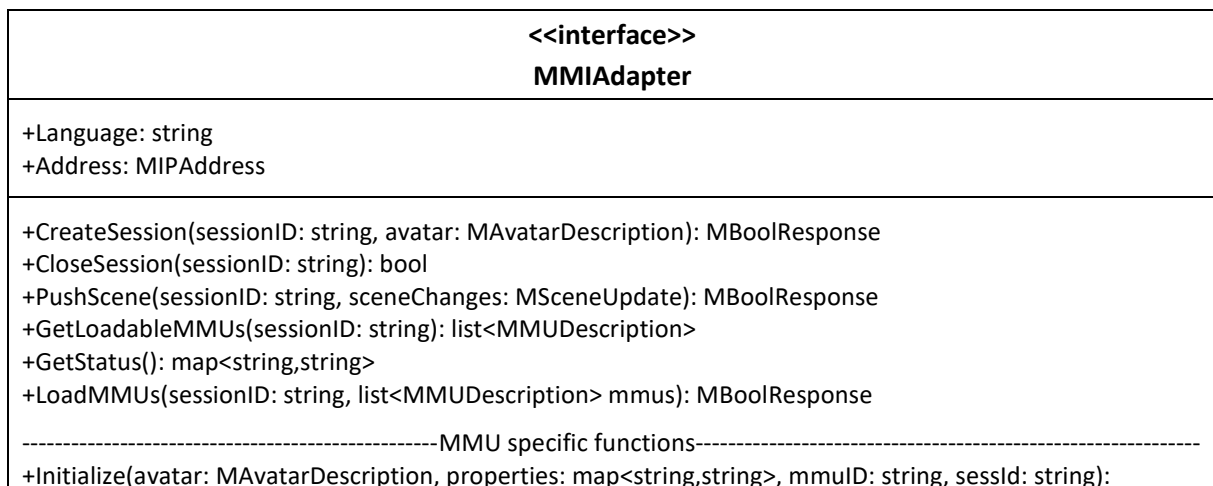 <<interface>>
MMIAdapter
+Language: string
+Address: MIPAddress
+CreateSession(sessionID: string, avatar: MAvatarDescription): MBoolResponse
+CloseSession(sessionID: string): bool
+PushScene(sessionID: string, sceneChanges: MSceneUpdate): MBoolResponse
+GetLoadableMMUs(sessionID: string): list<MMUDescription>
+GetStatus(): map<string,string>
+LoadMMUs(sessionID: string, list<MMUDescription> mmus): MBoolResponse
---------------------------------------------------MMU specific functions--------------------------------------------------------------
+Initialize(avatar: MAvatarDescription, properties: map<string,string>, mmuID: string, sessId: string):